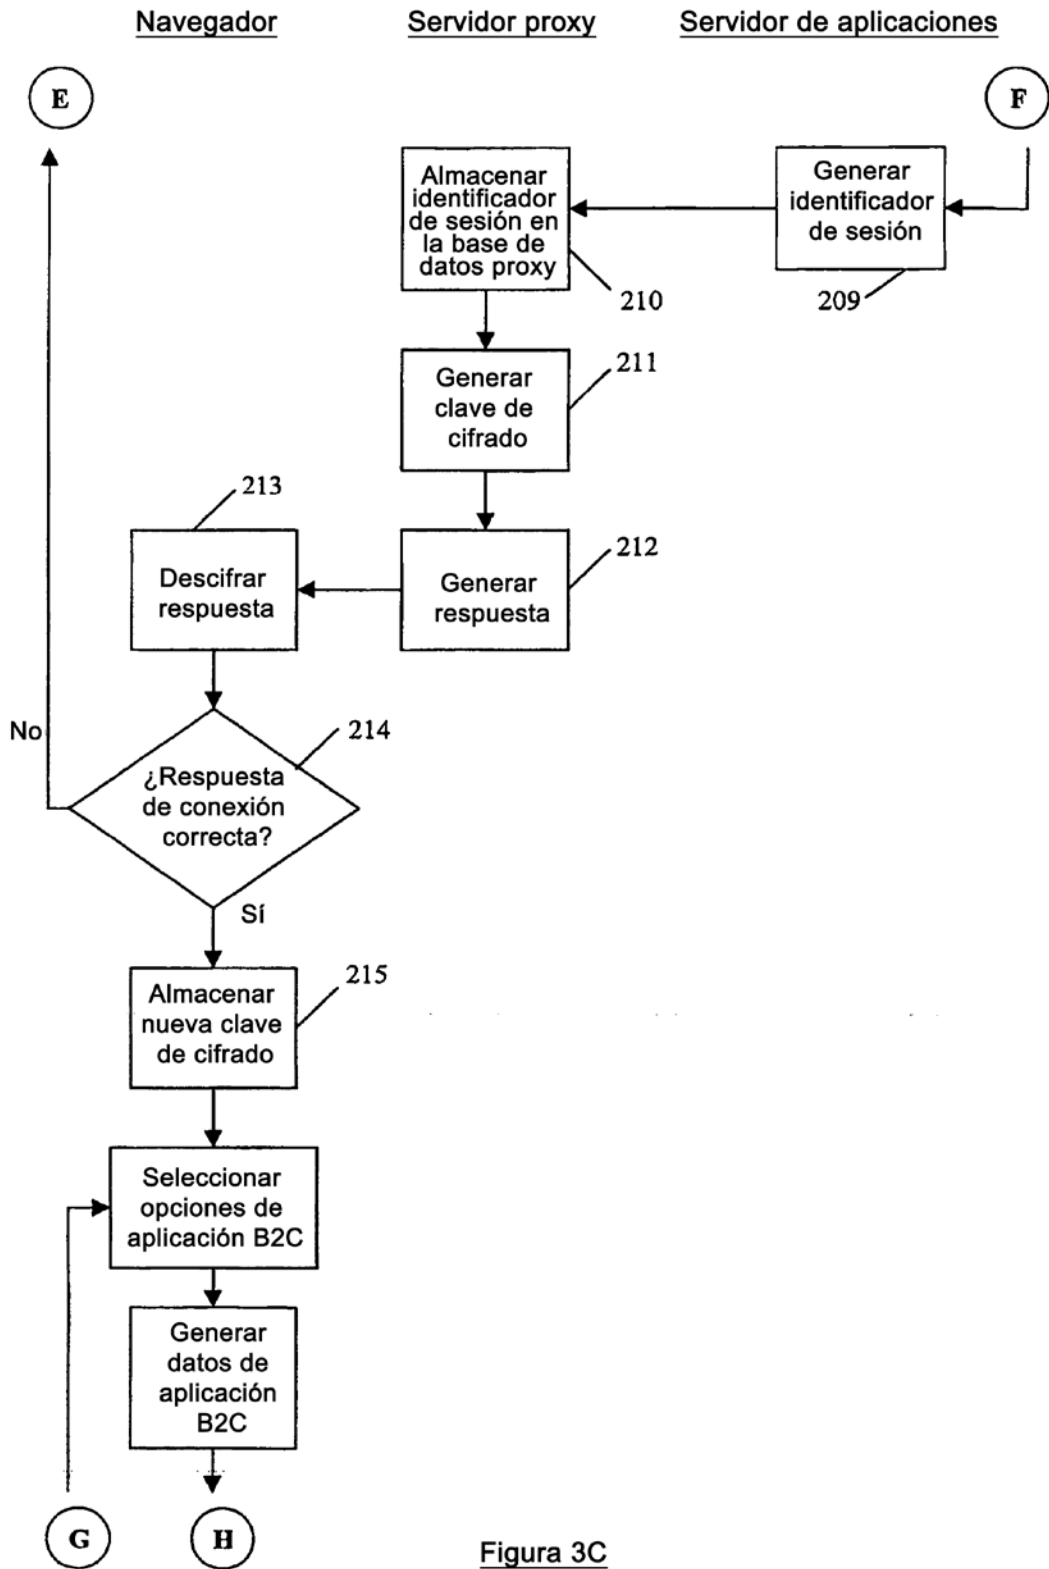 Navegador
Servidor proxy
Servidor de aplicaciones
E
F
Almacenar
identificador
de sesión en
la base de
datos proxy
Generar
identificador
de sesión
210
209
Generar
clave de
cifrado
211
213
Descifrar
respuesta
Generar
respuesta
212
No
214
¿Respuesta
de conexión
correcta?
Sí
Almacenar
nueva clave
de cifrado
215
Seleccionar
opciones de
aplicación B2C
Generar
datos de
aplicación
B2C
G
H
Figura 3C